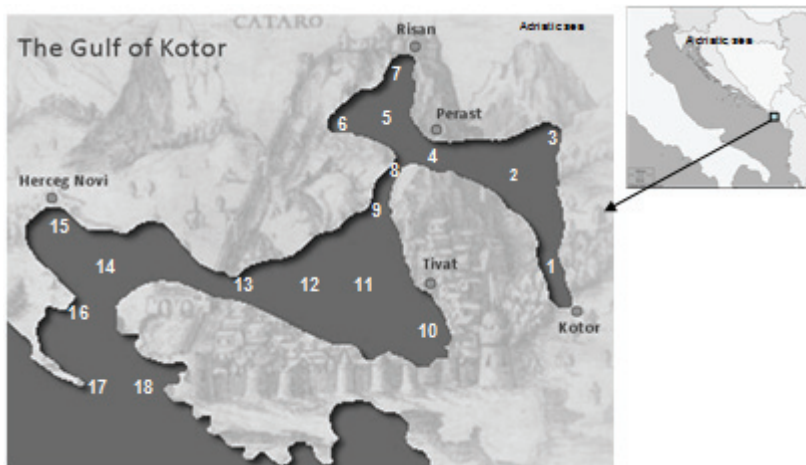 CATARO
Risan
Adriatic sea
The Gulf of Kotor
Adriatic sea
7
Perast
5
6
3
4
8
2
Herceg Novi
9
15
14
1
Tivat
13
12
11
16
Kotor
10
17
18